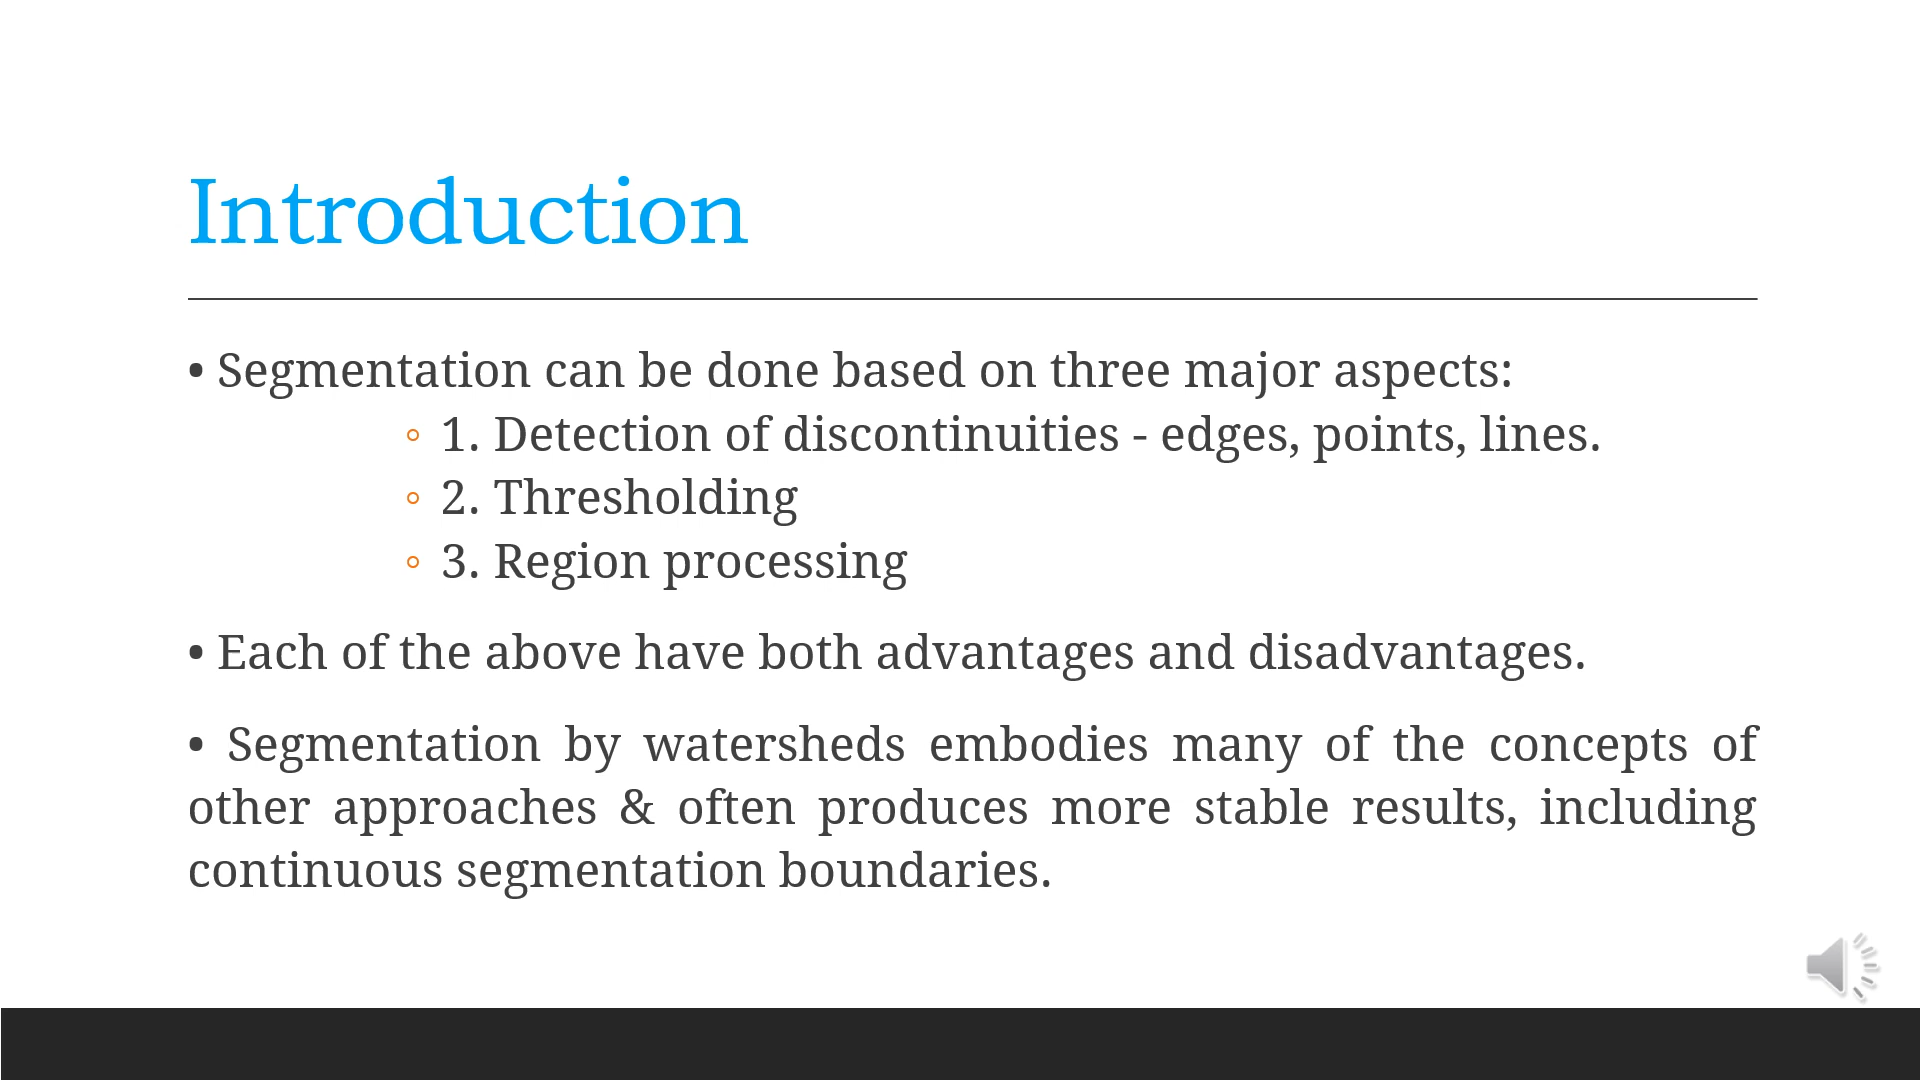 Introduction
• Segmentation can be done based on three major aspects:
◦ 1. Detection of discontinuities - edges, points, lines.
◦ 2. Thresholding
◦ 3. Region processing
• Each of the above have both advantages and disadvantages.
• Segmentation by watersheds embodies many of the concepts of
other approaches & often produces more stable results, including
continuous segmentation boundaries.